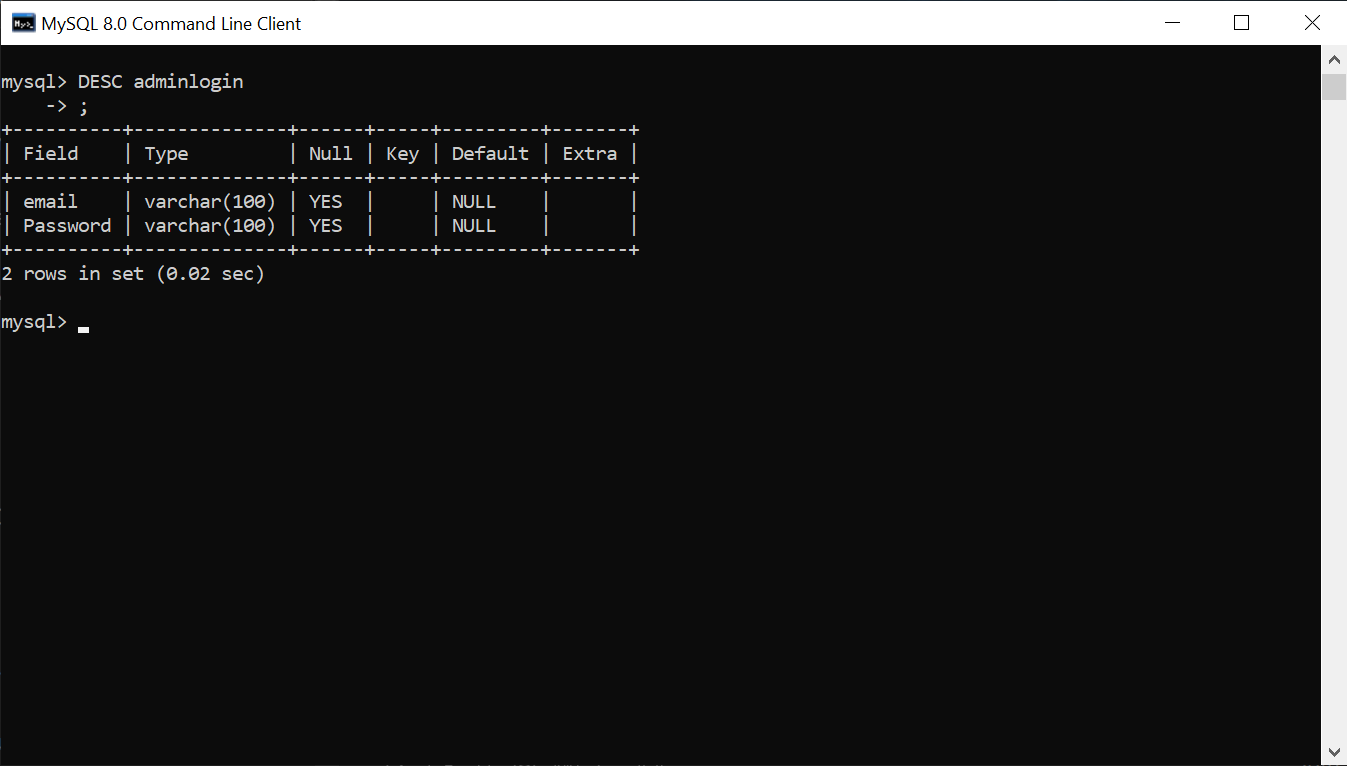 MySQL 8.0 Command Line Client
mysql> DESC adminlogin
    -> ;
+----------+--------------+------+-----+---------+-------+
| Field    | Type         | Null | Key | Default | Extra |
+----------+--------------+------+-----+---------+-------+
| email    | varchar(100) | YES  |     | NULL    |       |
| Password | varchar(100) | YES  |     | NULL    |       |
+----------+--------------+------+-----+---------+-------+
2 rows in set (0.02 sec)
mysql>